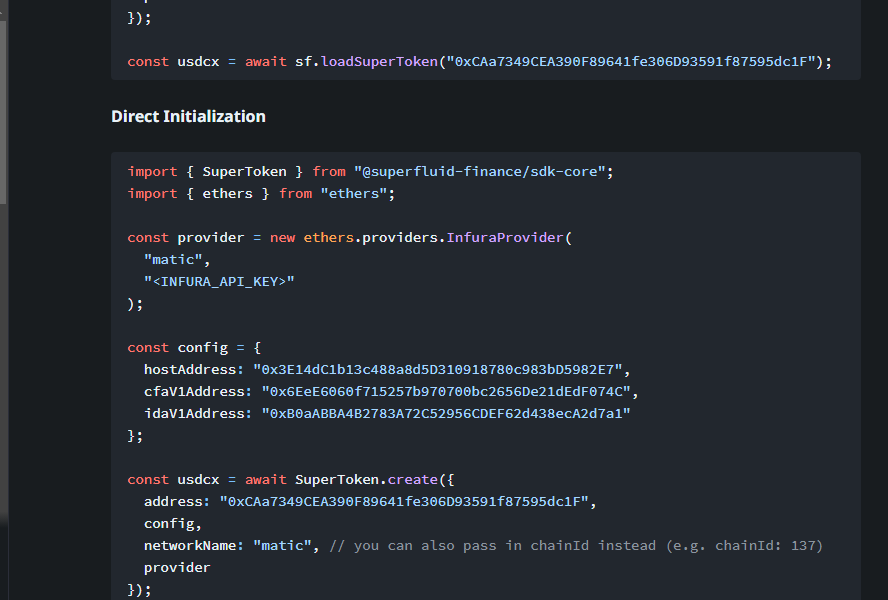 });
const usdcx = await sf.loadSuperToken("0xCAa7349CEA390F89641fe306D93591f87595dc1F");
Direct Initialization
import { SuperToken } from "@superfluid-finance/sdk-core";
import { ethers } from "ethers";
const provider = new ethers.providers.InfuraProvider(
"matic",
"<INFURA_API_KEY>"
);
const config = {
hostAddress: "0x3E14dC1b13c488a8d5D310918780c983bD5982E7",
cfaV1Address: "0x6EeE6060f715257b970700bc2656De21dEdF074C",
idaV1Address: "0xB0aABBA4B2783A72C52956CDEF62d438ecA2d7a1"
};
const usdcx = await SuperToken.create({
address: "0xCAa7349CEA390F89641fe306D93591f87595dc1F",
config,
networkName: "matic", // you can also pass in chainId instead (e.g. chainId: 137)
provider
});